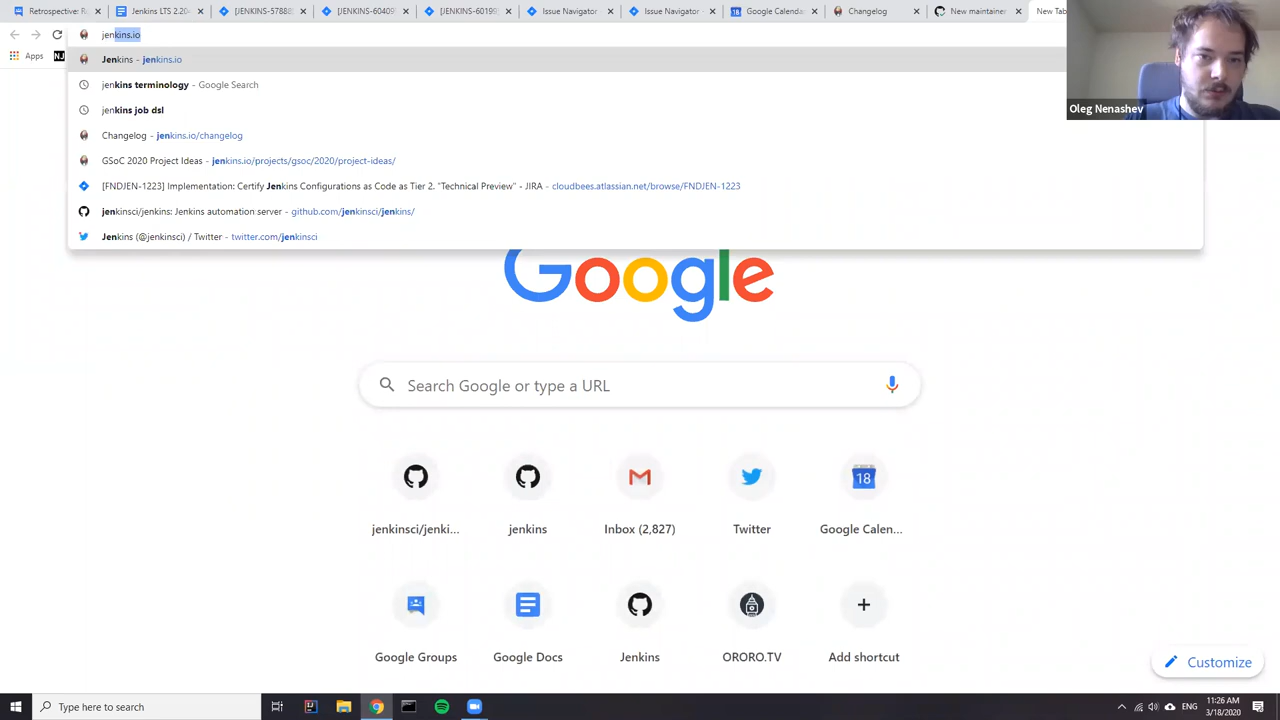 Retrospective: R
Jenkins LTS 2.204
[JENKINS-57888
[JENKINS-60409
[JENKINS-60199]
Issue Navigator -
Issue Navigator -
Google Calenda
Changelog
New maintainer
New Tab
jenkins.io
Apps
Jenkins - jenkins.io
jenkins terminology - Google Search
jenkins job dsl
Changelog - jenkins.io/changelog
GSoC 2020 Project Ideas - jenkins.io/projects/gsoc/2020/project-ideas/
[FNDJEN-1223] Implementation: Certify Jenkins Configurations as Code as Tier 2. "Technical Preview" - JIRA - cloudbees.atlassian.net/browse/FNDJEN-1223
jenkinsci/jenkins: Jenkins automation server - github.com/jenkinsci/jenkins/
Jenkins (@jenkinsci) / Twitter - twitter.com/jenkinsci
Oleg Nenashev
Google
Search Google or type a URL
18
jenkinsci/jenki...
jenkins
Inbox (2,827)
Twitter
Google Calen...
Google Groups
Google Docs
Jenkins
ORORO.TV
Add shortcut
Customize
Type here to search
ENG
11:26 AM
3/18/2020